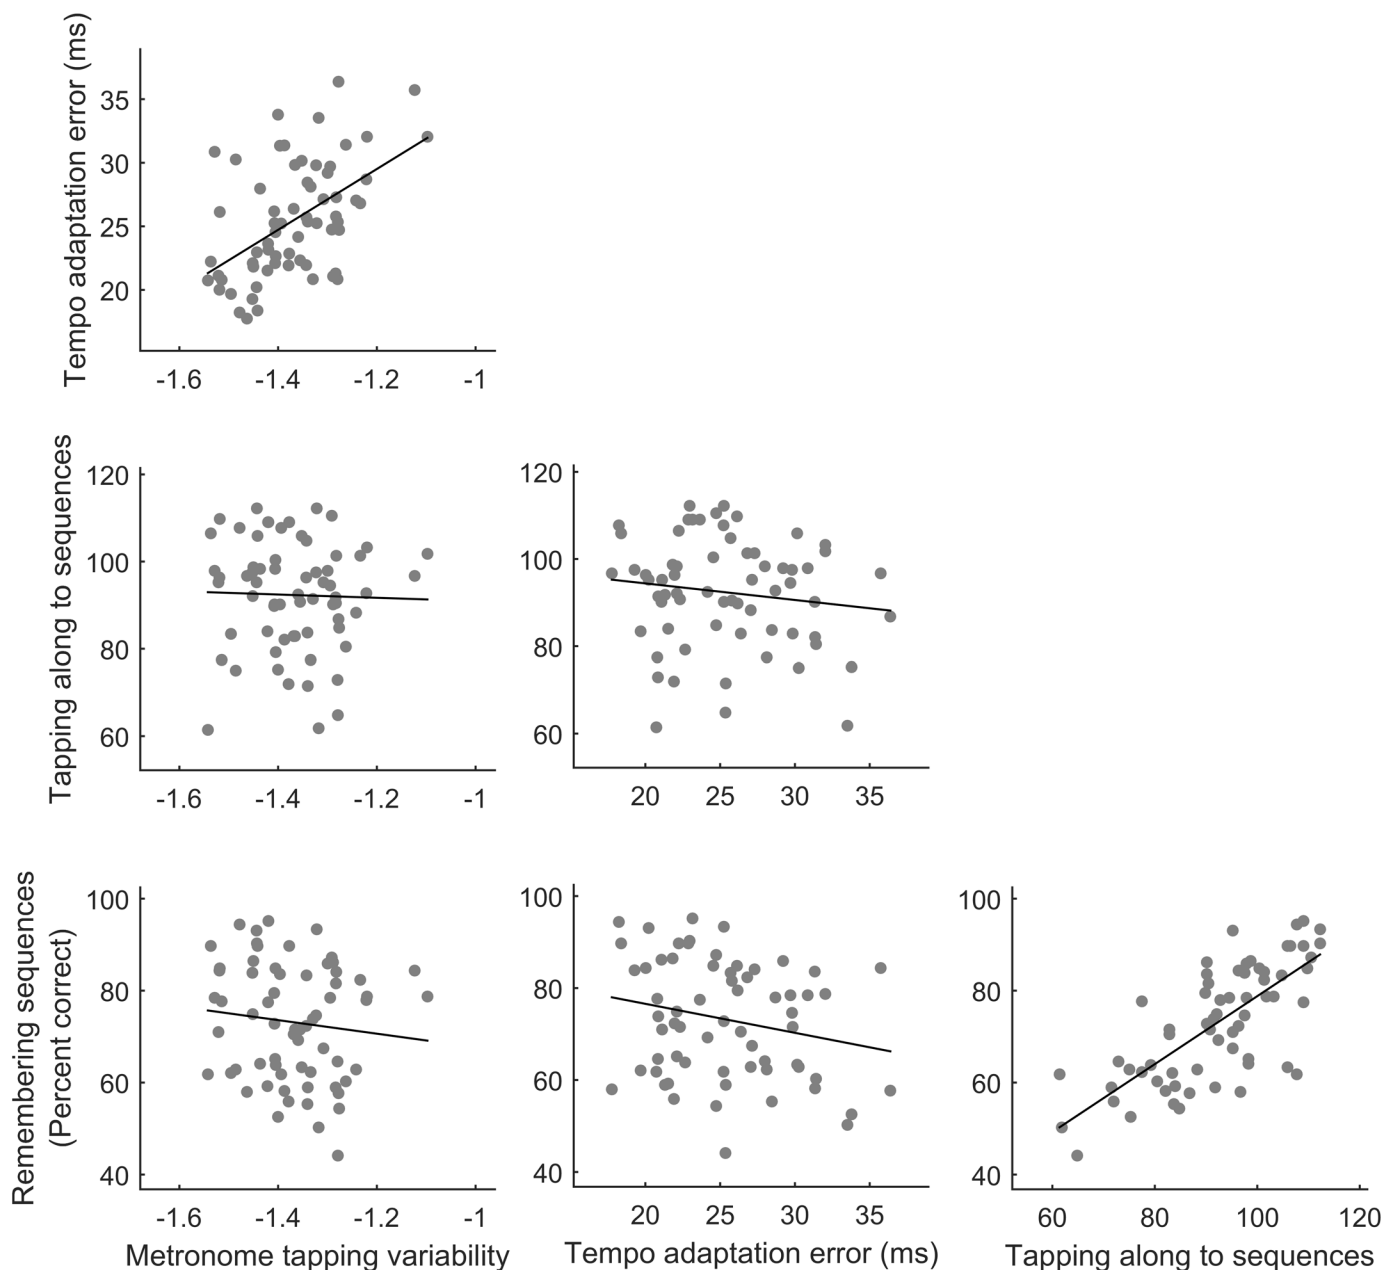 Tempo adaptation error (ms)
35
30
25
20
-1.6 -1.4 -1.2 -1
Tapping along to sequences
120
100
80
60
-1.6 -1.4 -1.2 -1
120
100
80
60
20 25 30 35
Remembering sequences
(Percent correct)
100
80
60
40
-1.6 -1.4 -1.2 -1
Metronome tapping variability
100
80
60
40
20 25 30 35
Tempo adaptation error (ms)
100
80
60
40
60 80 100 120
Tapping along to sequences